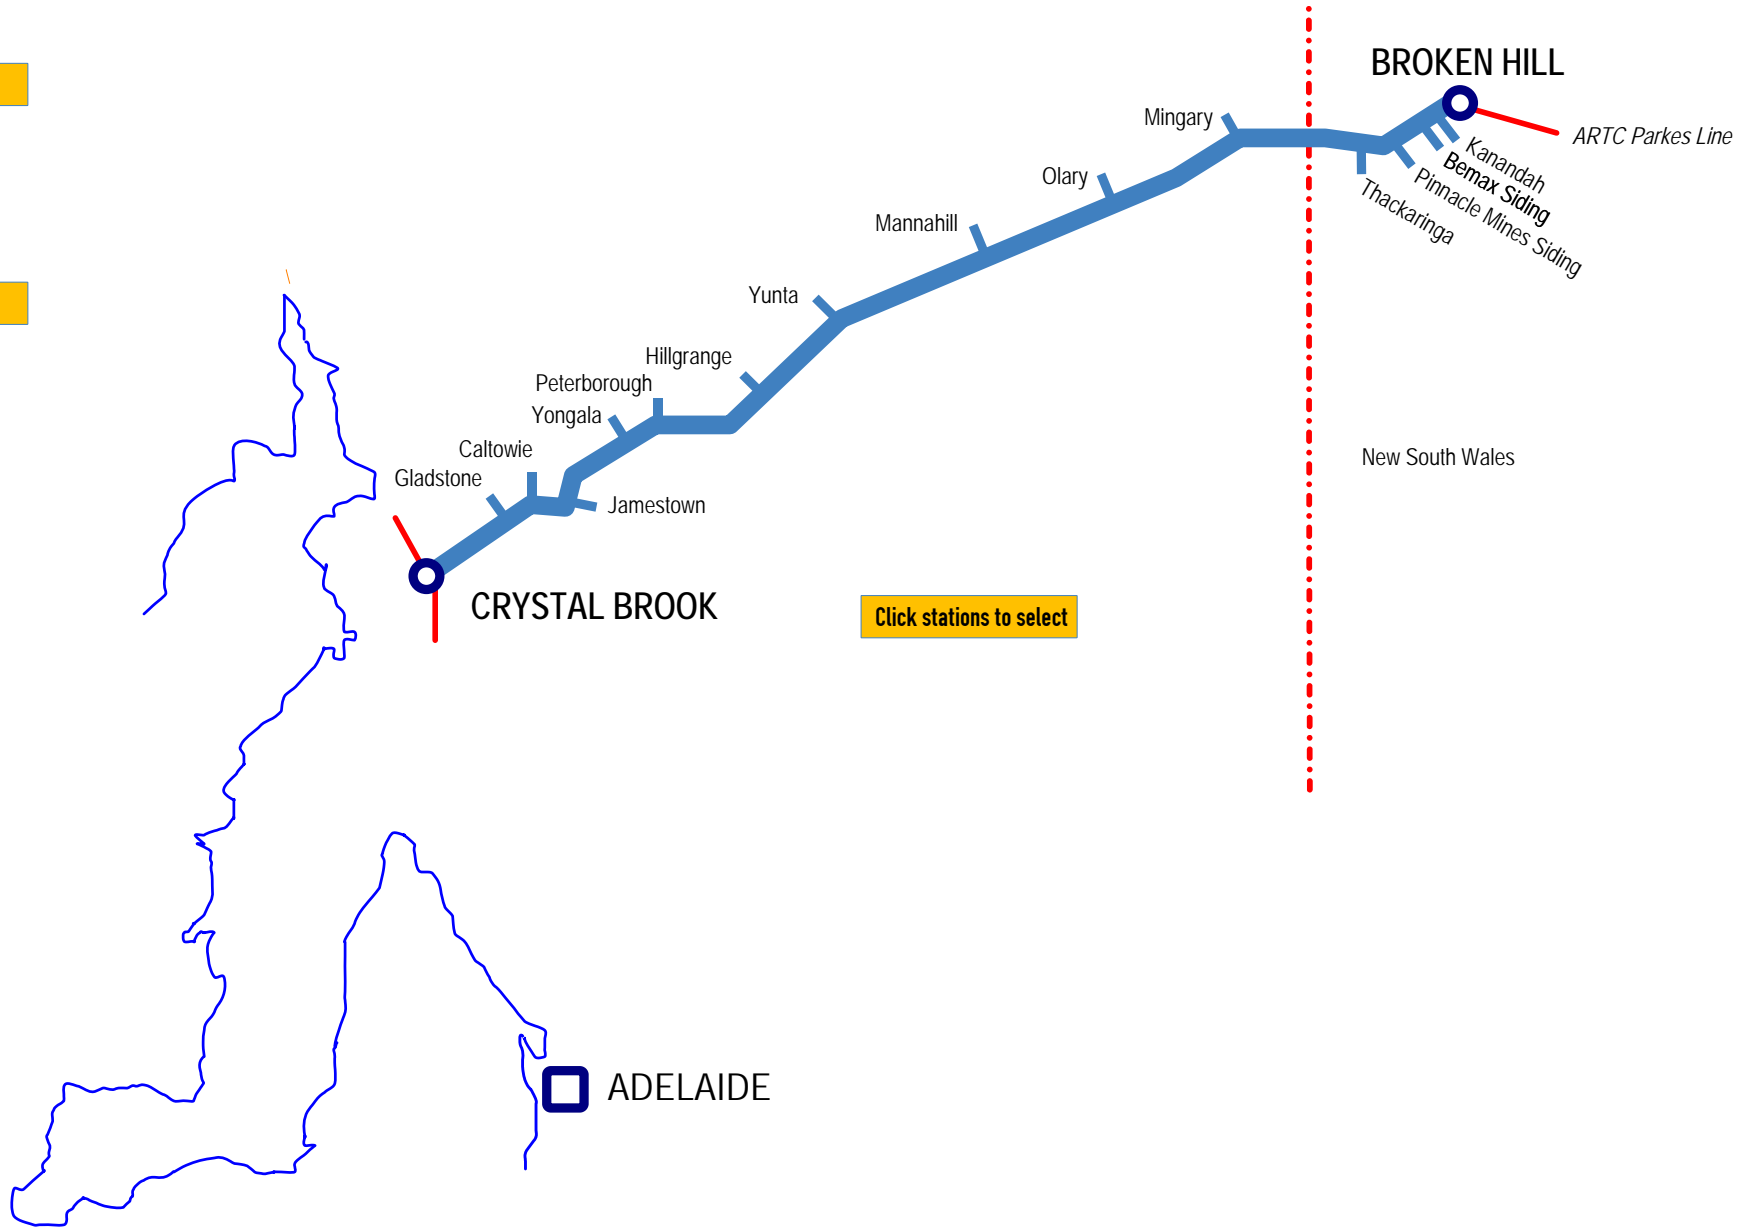 BROKEN HILL
Mingary
ARTC Parkes Line
Kanandah
Bemax Siding
Pinnacle Mines Siding
Thackaringa
Olary
Mannahill
Yunta
Hillgrange
Peterborough
Yongala
Caltowie
Gladstone
Jamestown
New South Wales
CRYSTAL BROOK
Click stations to select
ADELAIDE